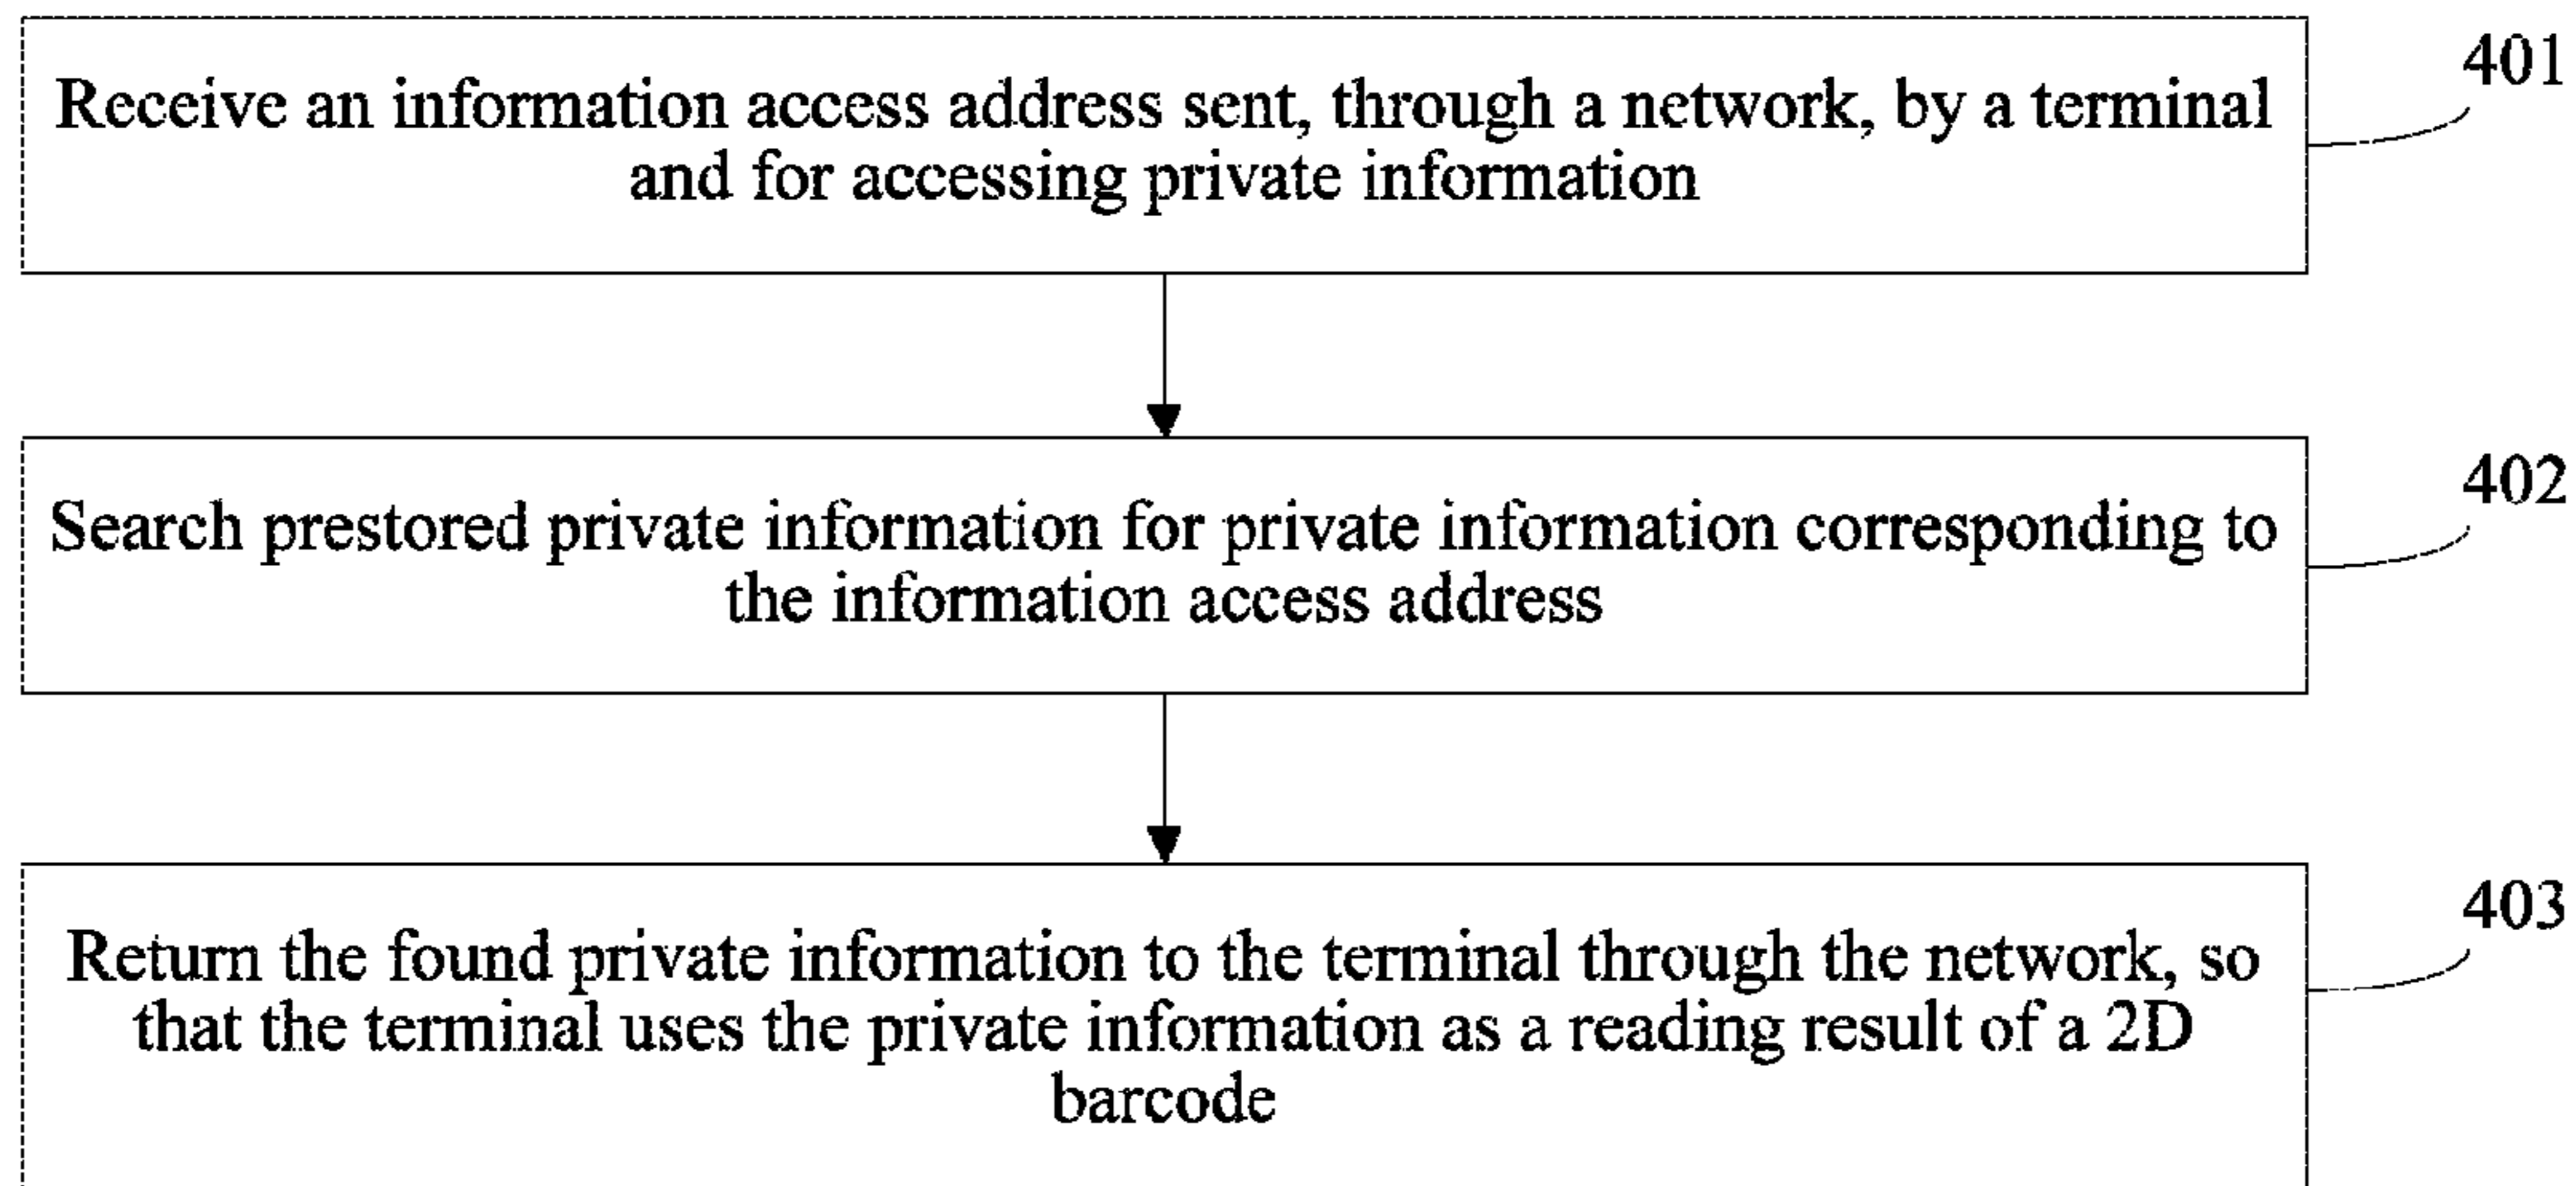 Receive an information access address sent, through a network, by a terminal
and for accessing private information
401
Search prestored private information for private information corresponding to
the information access address
402
Return the found private information to the terminal through the network, so
that the terminal uses the private information as a reading result of a 2D
barcode
403